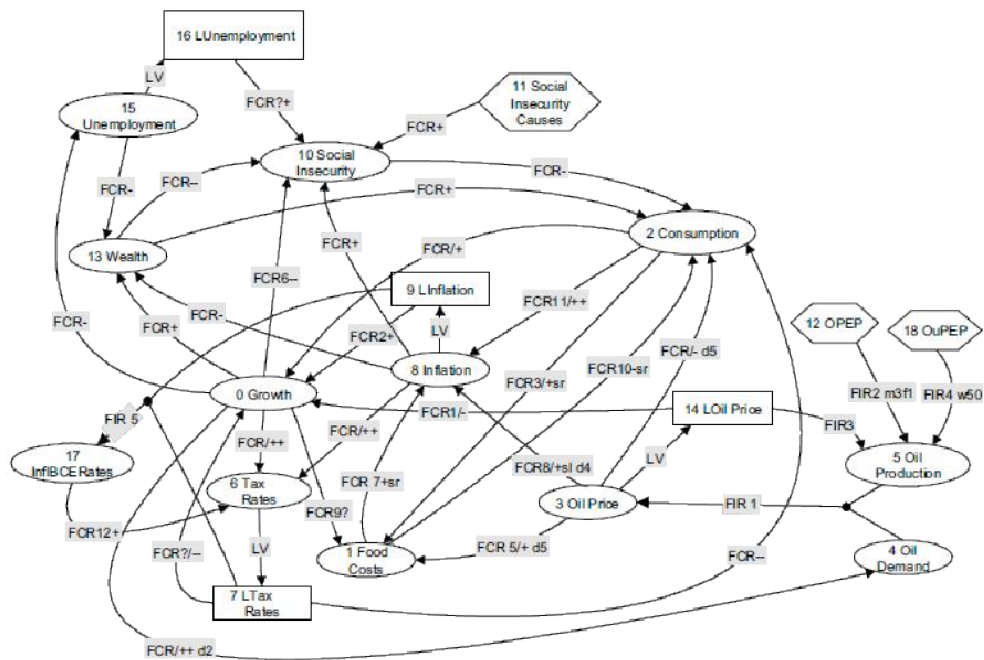 16 LUnemployment
LV
15
Unemployment
FCR?+
11 Social
Insecurity
Causes
FCR+
10 Social
Insecurity
FCR-
FCR-
FCR--
FCR+
2 Consumption
13 Wealth
FCR+
FCR/+
FCR6--
9 LInflation
FCR11/++
FCR-
FCR+
FCR-
FCR2+
LV
8 Inflation
12 OPEP
18 OuPEP
FCR/- d5
FCR10-sr
FCR3/+sr
0 Growth
FCR1/-
14 LOil Price
FIR2 m3f1
FIR4 w50
FIR 5
FCR/++
FCR/++
FIR3
17
InflBCERates
6 Tax
Rates
FCR 7+sr
FCR8/+sl d4
LV
5 Oil
Production
3 Oil Price
FIR 1
FCR9?
FCR12+
FCR?/--
LV
1 Food
Costs
FCR 5/+ d5
FCR--
4 Oil
Demand
7 LTax
Rates
FCR/++ d2